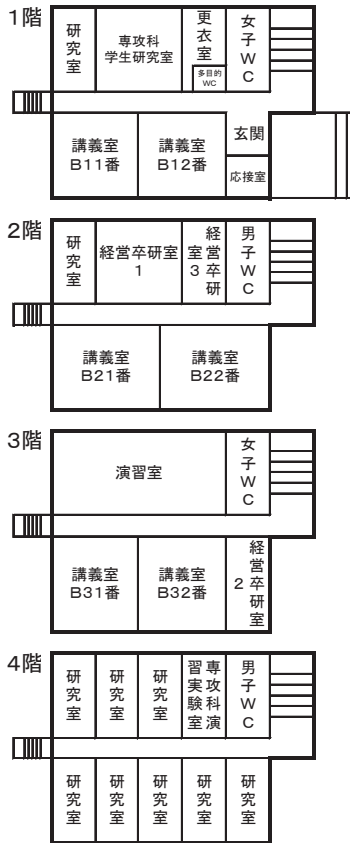 1階
研究室
専攻科
学生研究室
更衣室
多目的
WC
女子WC
講義室
B11番
講義室
B12番
玄関
応接室
2階
研究室
経営卒研室
1
経営卒研
室3
男子WC
講義室
B21番
講義室
B22番
3階
演習室
女子WC
講義室
B31番
講義室
B32番
経営卒研室
2
4階
研究室
研究室
研究室
専攻科演
習実験室
男子WC
研究室
研究室
研究室
研究室
研究室